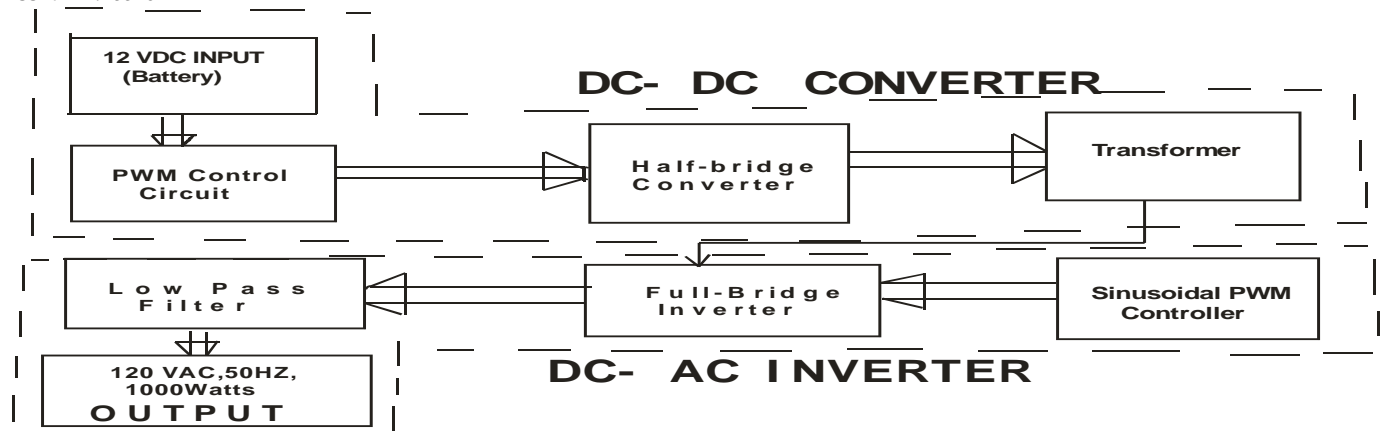 12 VDC INPUT
(Battery)
DC- DC CONVERTER
PWM Control
Circuit
Half-bridge
Converter
Transformer
Low Pass
Filter
Full-Bridge
Inverter
Sinusoidal PWM
Controller
120 VAC,50HZ,
1000Watts
OUTPUT
DC- AC INVERTER